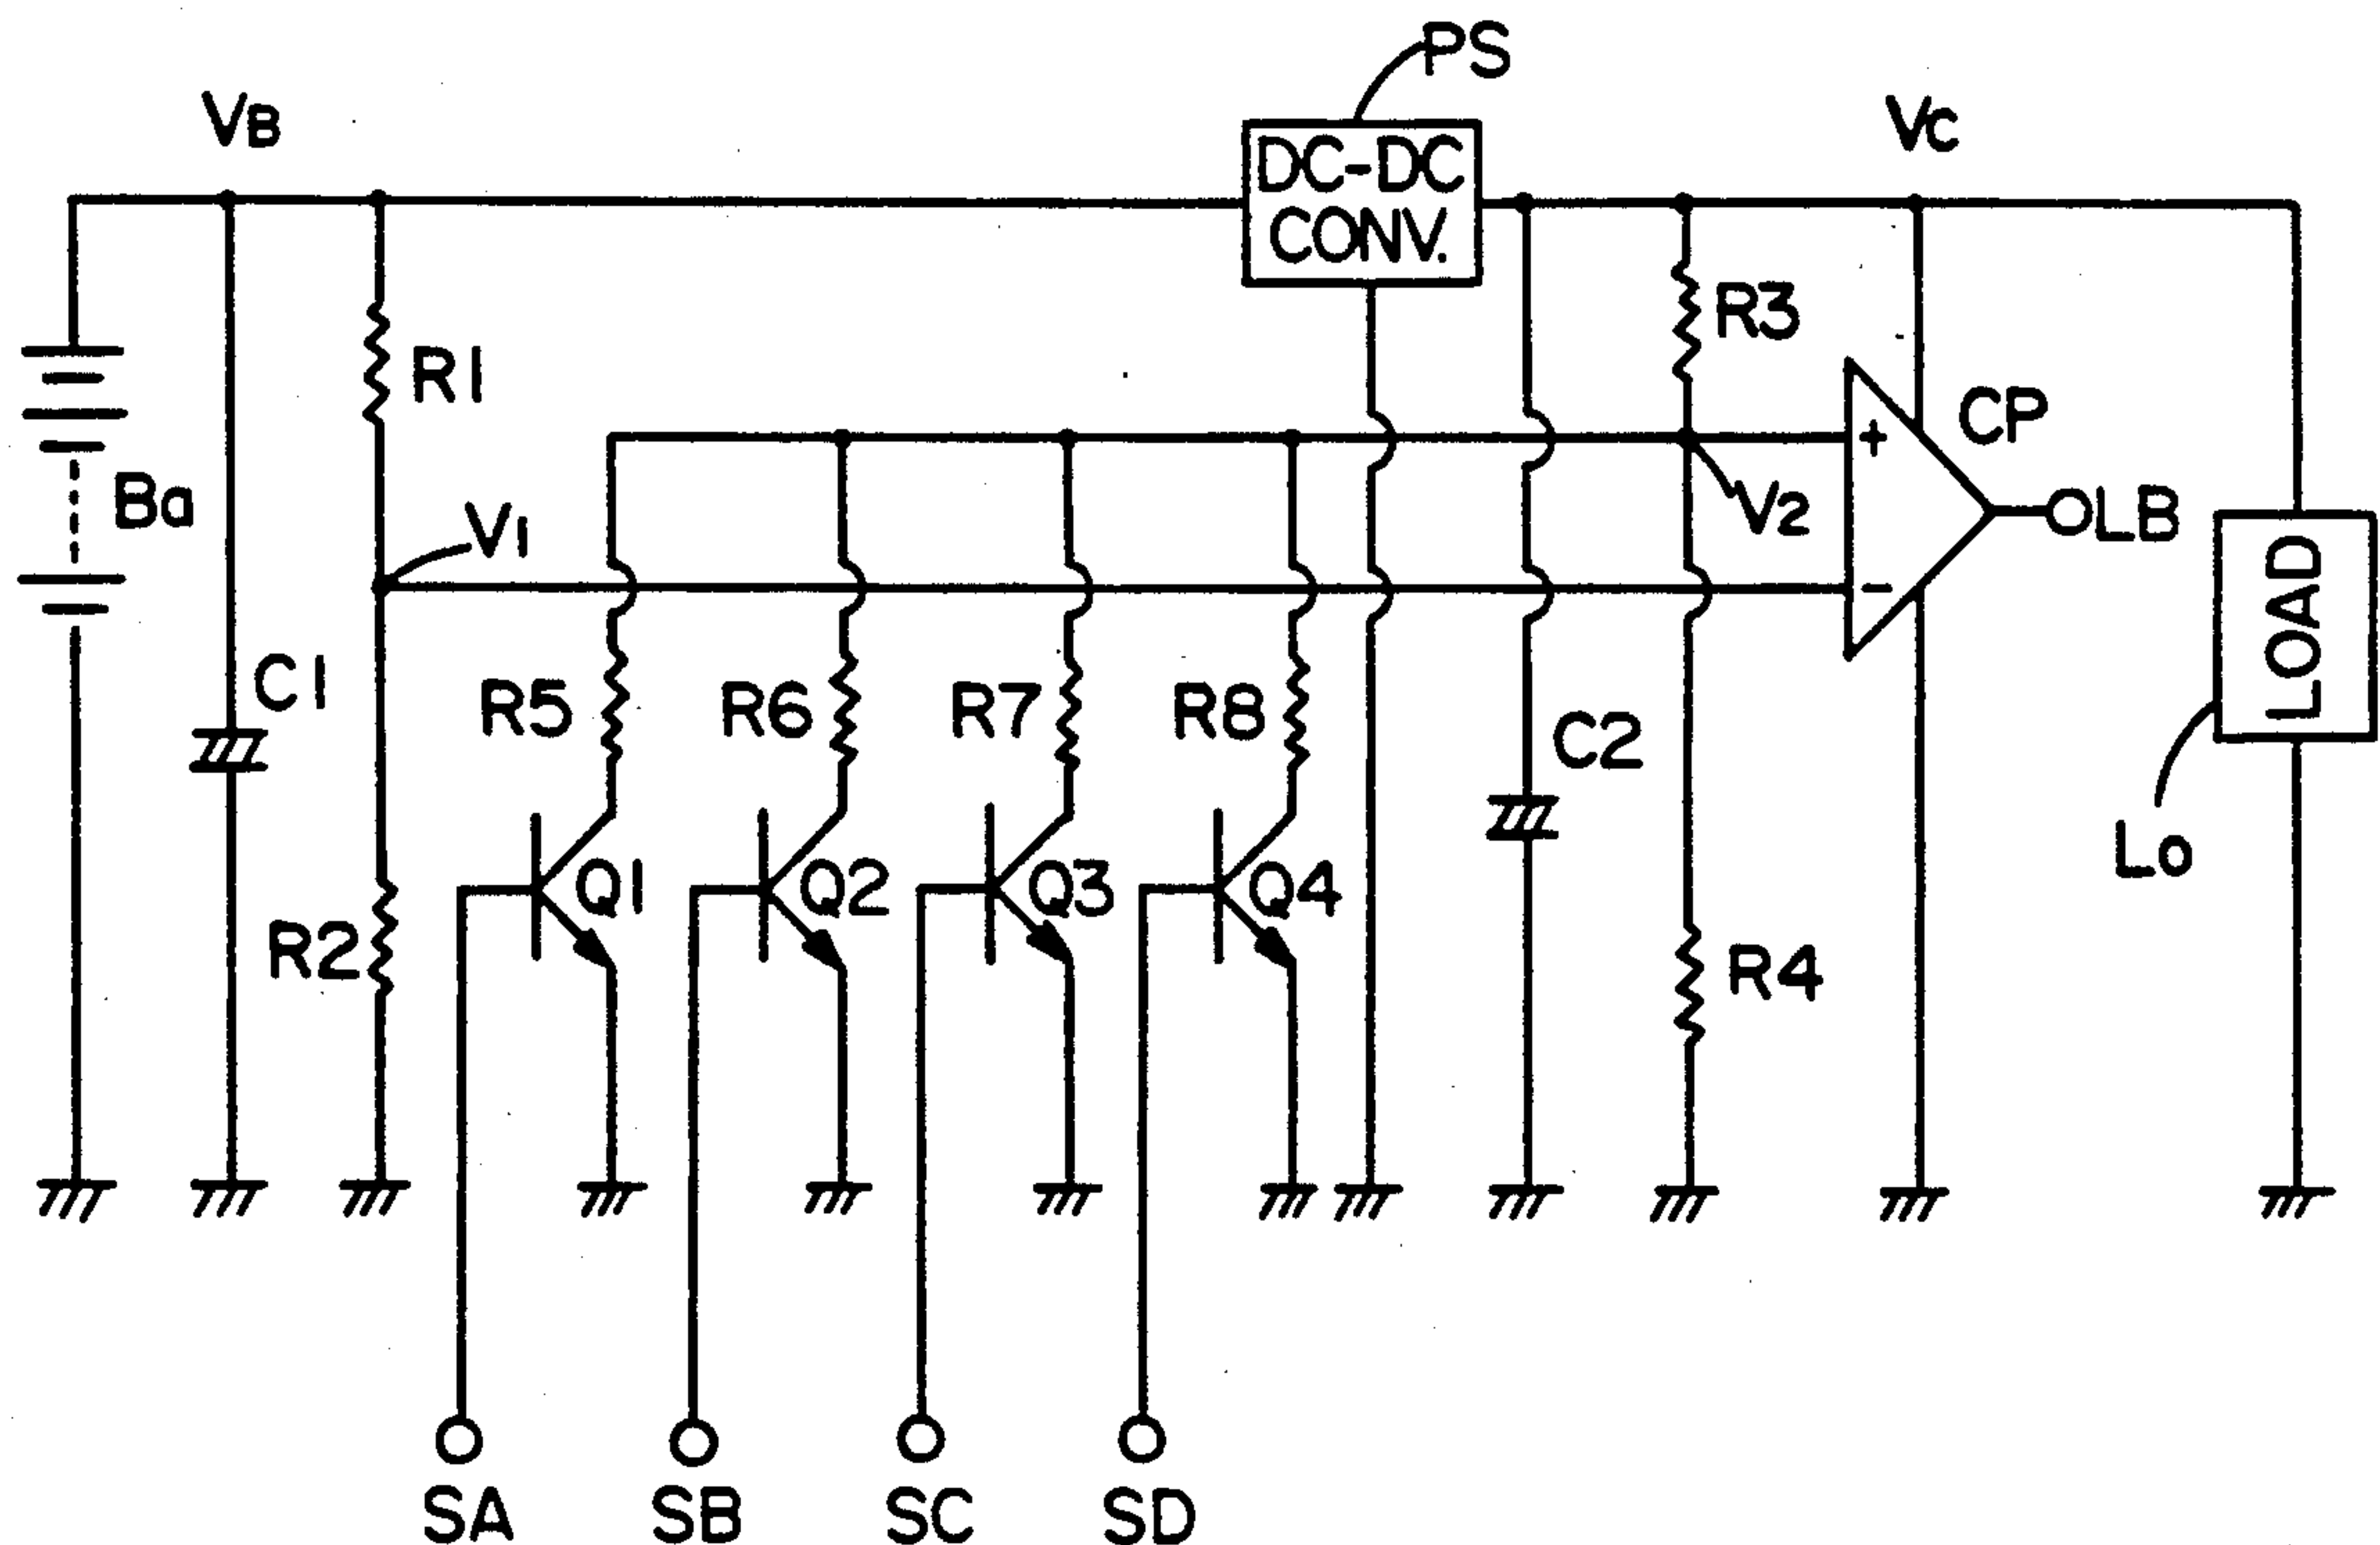 PS
VB
DC-DC
CONV.
VC
R3
R1
CP
+
Ba
V1
V2
LB
-
LOAD
C1
R5
R6
R7
R8
C2
Lo
Q1
Q2
Q3
Q4
R2
R4
SA
SB
SC
SD